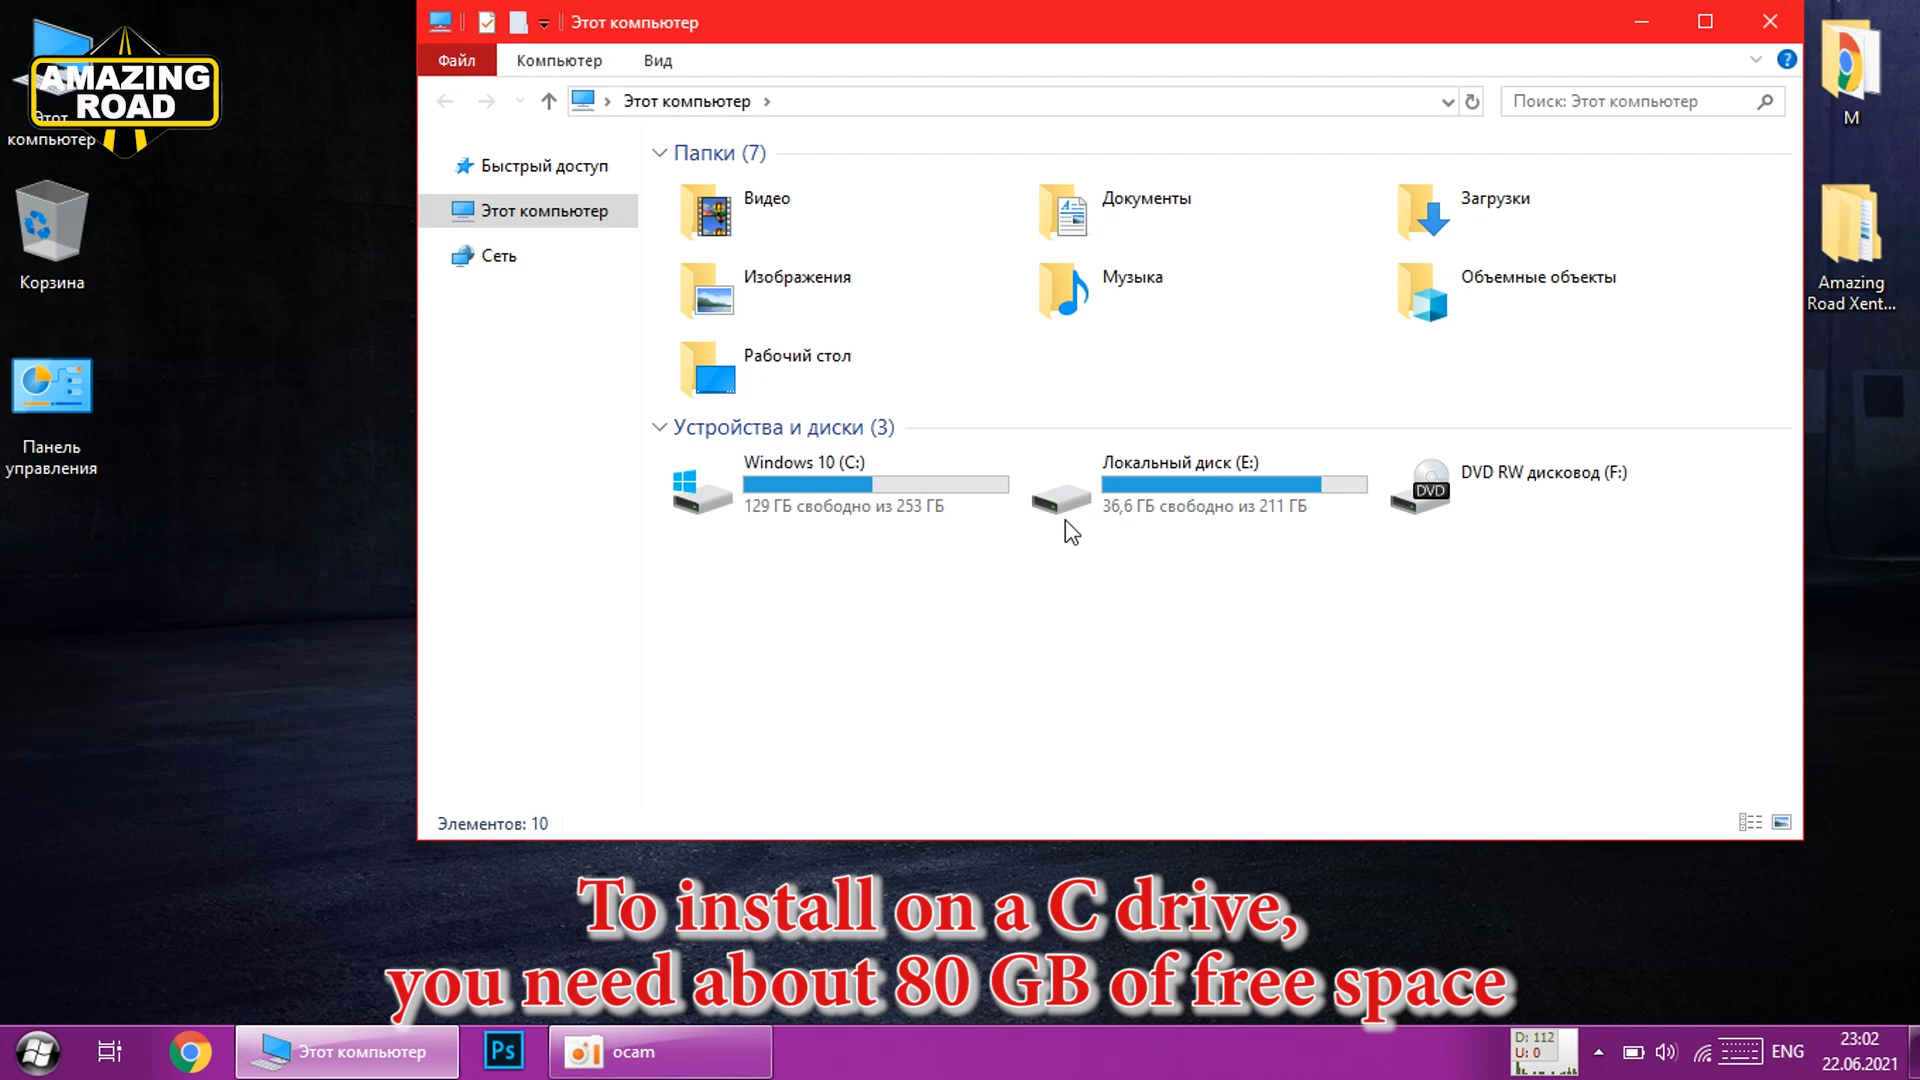 Этот компьютер
Файл
Компьютер
Вид
Этот компьютер
Поиск: Этот компьютер
AMAZING
ROAD
Этот
компьютер
Корзина
Панель
управления
Быстрый доступ
Этот компьютер
Сеть
Папки (7)
Видео
Документы
Загрузки
Изображения
Музыка
Объемные объекты
Рабочий стол
Устройства и диски (3)
Windows 10 (C:)
129 ГБ свободно из 253 ГБ
Локальный диск (E:)
36,6 ГБ свободно из 211 ГБ
DVD
DVD RW дисковод (F:)
Элементов: 10
M
Amazing
Road Xent...
To install on a C drive,
you need about 80 GB of free space
Этот компьютер
Ps
ocam
D: 112
U: 0
ENG
23:02
22.06.2021